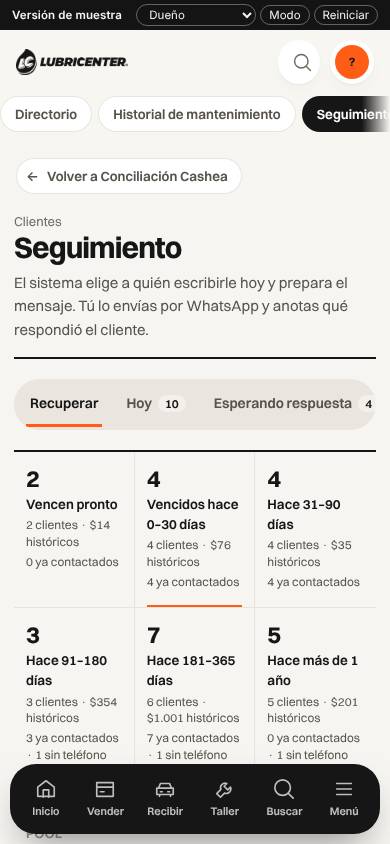 Versión de muestra
Dueño
Modo
Reiniciar
LUBRICENTER.
?
Directorio
Historial de mantenimiento
Seguimient
← Volver a Conciliación Cashea
Clientes
Seguimiento
El sistema elige a quién escribirle hoy y prepara el
mensaje. Tú lo envías por WhatsApp y anotas qué
respondió el cliente.
Recuperar
Hoy 10
Esperando respuesta 4
2
Vencen pronto
2 clientes · $14
históricos
0 ya contactados
4
Vencidos hace
0–30 días
4 clientes · $76
históricos
4 ya contactados
4
Hace 31–90
días
4 clientes · $35
históricos
4 ya contactados
3
Hace 91–180
días
3 clientes · $354
históricos
3 ya contactados
· 1 sin teléfono
7
Hace 181–365
días
6 clientes ·
$1.001 históricos
7 ya contactados
· 1 sin teléfono
5
Hace más de 1
año
5 clientes · $201
históricos
0 ya contactados
· 1 sin teléfono
Inicio
Vender
Recibir
Taller
Buscar
Menú